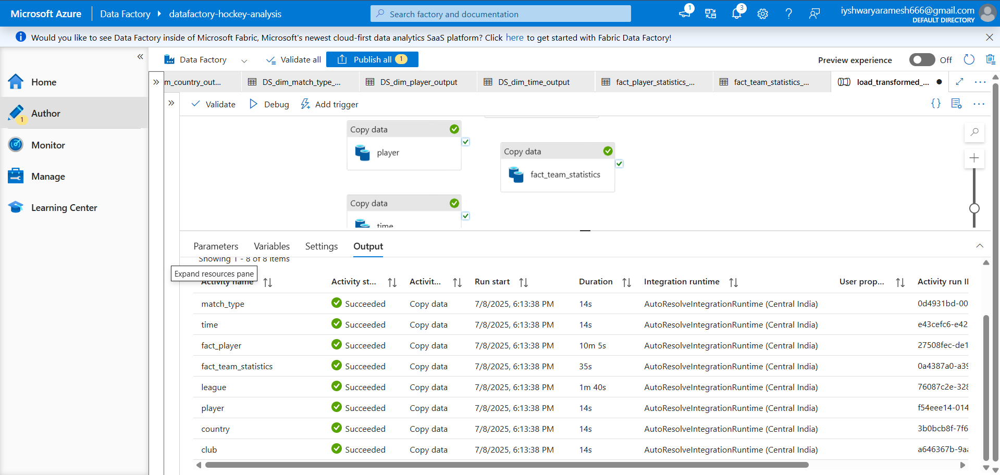 Microsoft Azure
Data Factory
datafactory-hockey-analysis
Search factory and documentation
1
3
iyshwaryaramesh666@gmail.com
DEFAULT DIRECTORY
Would you like to see Data Factory inside of Microsoft Fabric, Microsoft's newest cloud-first data analytics SaaS platform? Click here to get started with Fabric Data Factory!
Home
Author
1
Monitor
Manage
Learning Center
Data Factory
Validate all
Publish all 1
Preview experience
Off
m_country_out...
DS_dim_match_type_...
DS_dim_player_output
DS_dim_time_output
fact_player_statistics_...
fact_team_statistics_...
load_transformed_...
Validate
Debug
Add trigger
Copy data
player
Copy data
fact_team_statistics
Copy data
time
Parameters
Variables
Settings
Output
Showing 1 - 8 of 8 items
Expand resources pane
Activity name
Activity st...
Activit...
Run start
Duration
Integration runtime
User prop...
Activity run I
match_type Succeeded Copy data 7/8/2025, 6:13:38 PM 14s AutoResolveIntegrationRuntime (Central India) 0d4931bd-00
time Succeeded Copy data 7/8/2025, 6:13:38 PM 14s AutoResolveIntegrationRuntime (Central India) e43cefc6-e42
fact_player Succeeded Copy data 7/8/2025, 6:13:38 PM 10m 5s AutoResolveIntegrationRuntime (Central India) 27508fec-de1
fact_team_statistics Succeeded Copy data 7/8/2025, 6:13:38 PM 35s AutoResolveIntegrationRuntime (Central India) 0a4387a0-a39
league Succeeded Copy data 7/8/2025, 6:13:38 PM 1m 40s AutoResolveIntegrationRuntime (Central India) 76087c2e-328
player Succeeded Copy data 7/8/2025, 6:13:38 PM 14s AutoResolveIntegrationRuntime (Central India) f54eee14-014
country Succeeded Copy data 7/8/2025, 6:13:38 PM 14s AutoResolveIntegrationRuntime (Central India) 3b0bcb8f-7f6
club Succeeded Copy data 7/8/2025, 6:13:38 PM 14s AutoResolveIntegrationRuntime (Central India) a646367b-9a